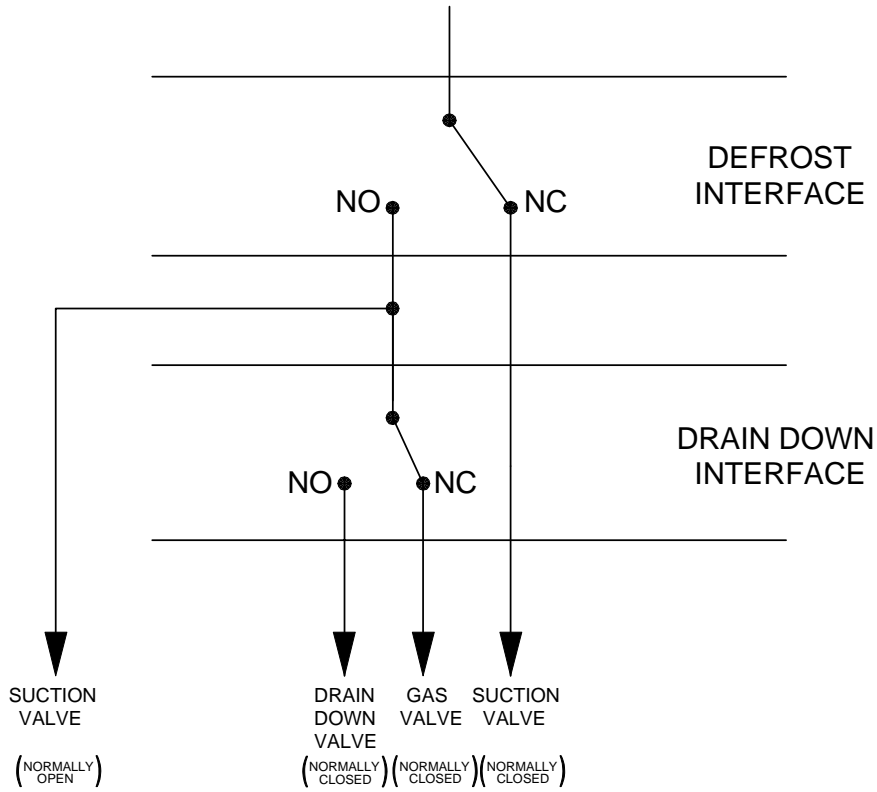 DEFROST
INTERFACE
NO
NC
DRAIN DOWN
INTERFACE
NO
NC
SUCTION
VALVE
(NORMALLY
OPEN)
DRAIN
DOWN
VALVE
(NORMALLY
CLOSED)
GAS
VALVE
(NORMALLY
CLOSED)
SUCTION
VALVE
(NORMALLY
CLOSED)